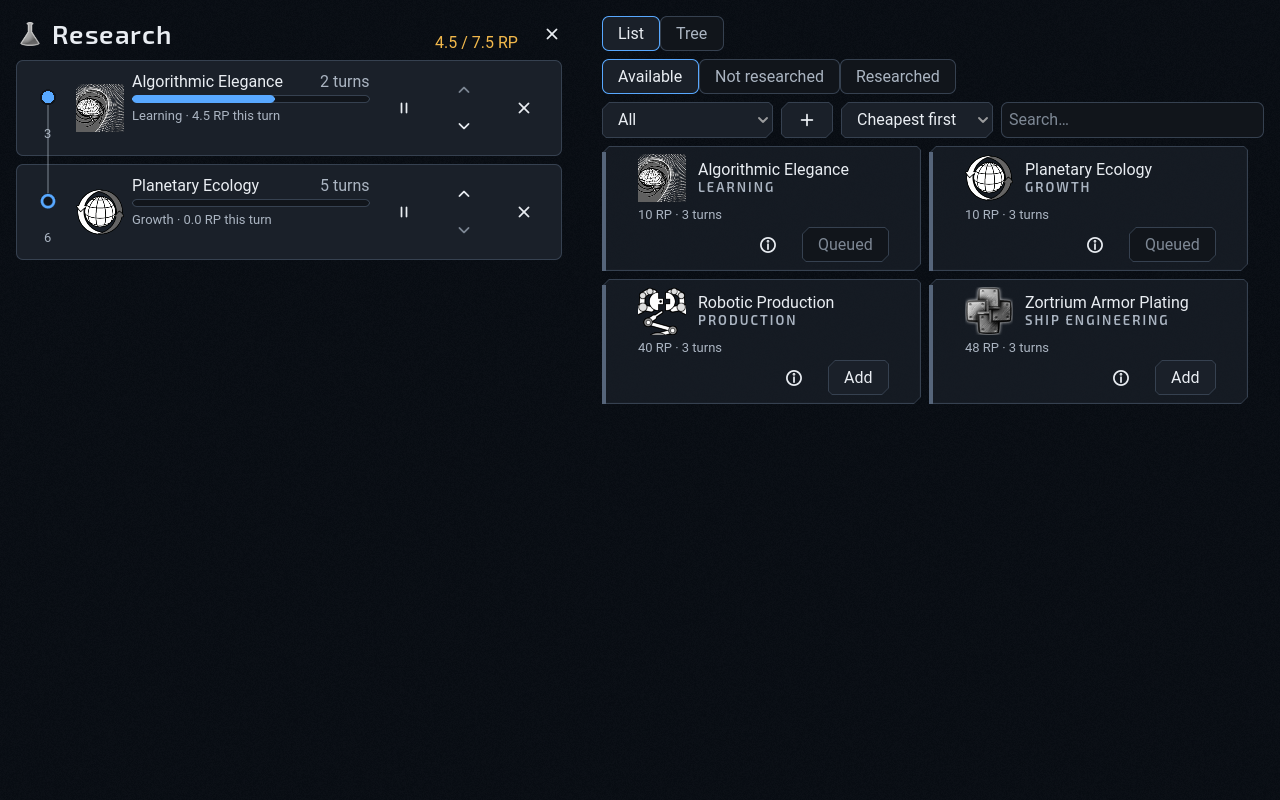 Research
4.5 / 7.5 RP
Algorithmic Elegance
2 turns
Learning · 4.5 RP this turn
3
Planetary Ecology
5 turns
Growth · 0.0 RP this turn
6
List
Tree
Available
Not researched
Researched
All
+
Cheapest first
Search…
Algorithmic Elegance
LEARNING
10 RP · 3 turns
Queued
Planetary Ecology
GROWTH
10 RP · 3 turns
Queued
Robotic Production
PRODUCTION
40 RP · 3 turns
Add
Zortrium Armor Plating
SHIP ENGINEERING
48 RP · 3 turns
Add